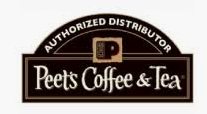 AUTHORIZED DISTRIBUTOR
P
Peet's Coffee & Tea®